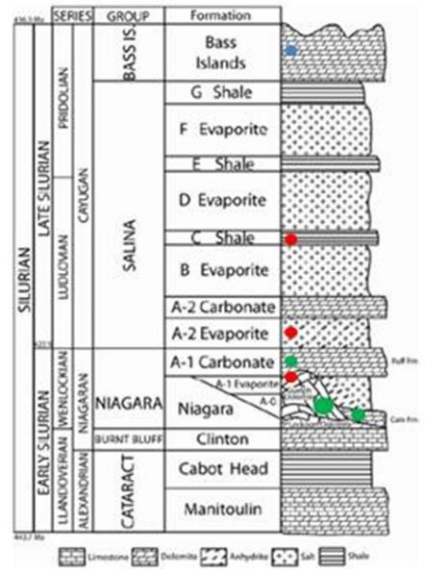 SERIES GROUP Formation
SILURIAN
LATE SILURIAN
EARLY SILURIAN
PRIDOLIAN
LUDLOVIAN
WENLOCKIAN
LLANDOVERIAN
CAYUGAN
NIAGARAN
ALEXANDRIAN
BASS IS.
SALINA
NIAGARA
BURNT BLUFF
CATARACT
Bass
Islands
G Shale
F Evaporite
E Shale
D Evaporite
C Shale
B Evaporite
A-2 Carbonate
A-2 Evaporite
A-1 Carbonate
A-1 Evaporite
A-0
Niagara
Clinton
Cabot Head
Manitoulin
Ruff Fm
Cain Fm
Limestone Dolomite Anhydrite Salt Shale